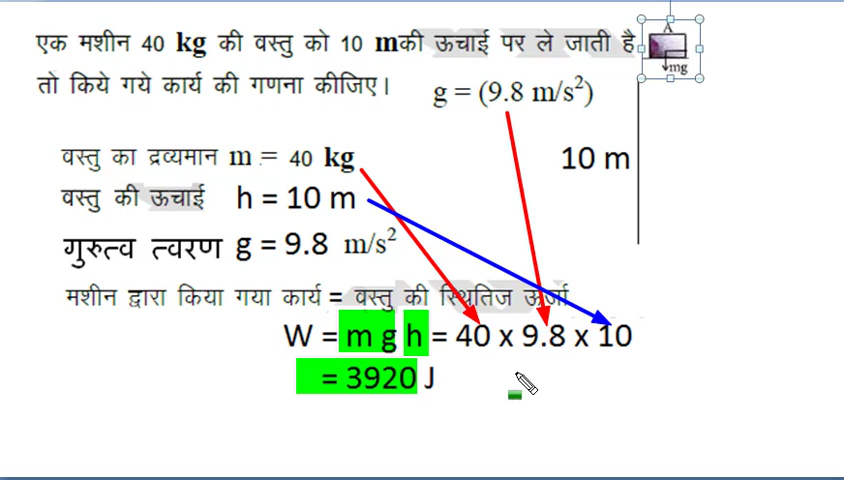 एक मशीन 40 kg की वस्तु को 10 mकी ऊचाई पर ले जाती है
तो किये गये कार्य की गणना कीजिए। g = (9.8 m/s²)
A
mg
वस्तु का द्रव्यमान m = 40 kg
10 m
वस्तु की ऊचाई h = 10 m
गुरुत्व त्वरण g = 9.8 m/s²
मशीन द्वारा किया गया कार्य = वस्तु की स्थितिज ऊर्जा
W = m g h = 40 x 9.8 x 10
= 3920 J